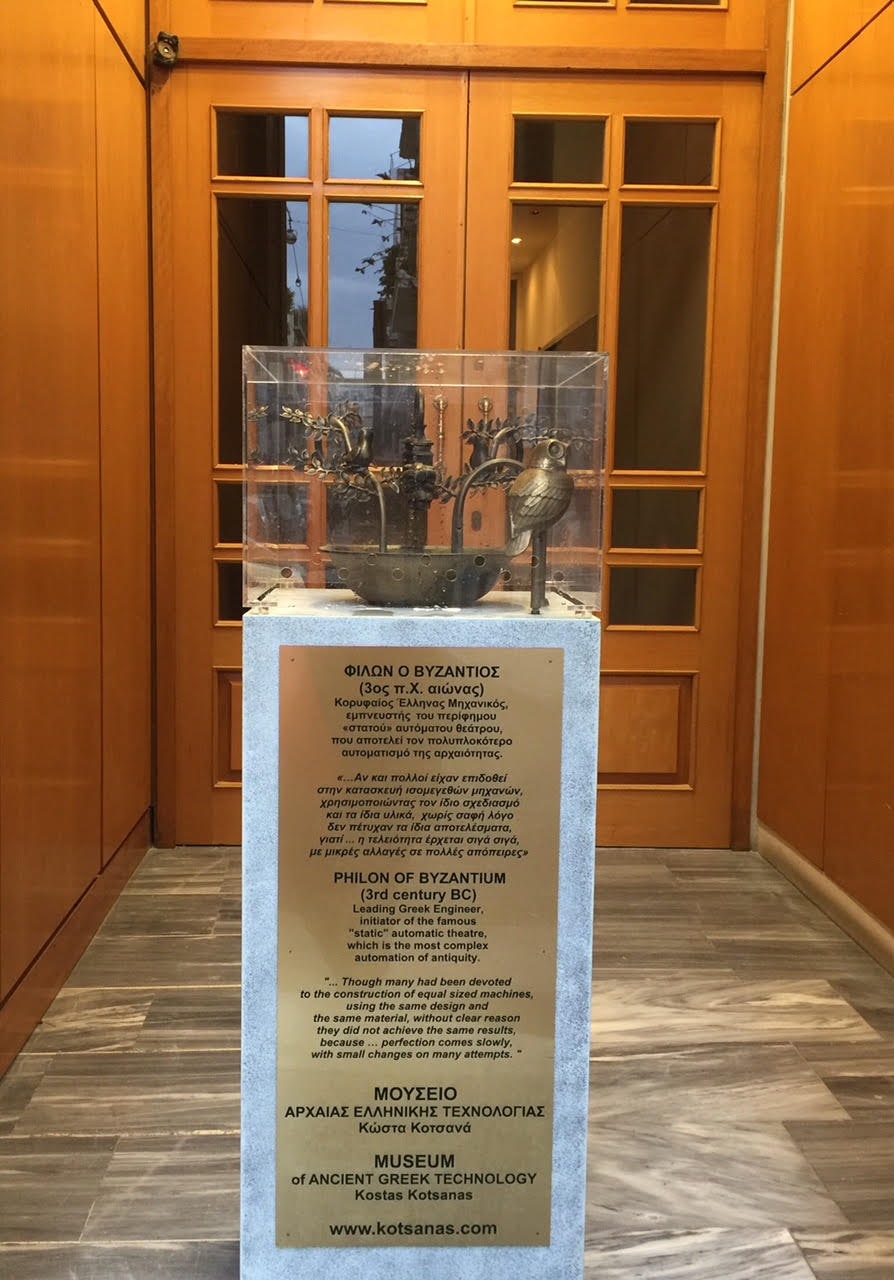 ΦΙΛΩΝ Ο ΒΥΖΑΝΤΙΟΣ
(3ος π.Χ. αιώνας)
Κορυφαίος Έλληνας Μηχανικός,
εμπνευστής του περίφημου
«στατού» αυτόματου θεάτρου,
που αποτελεί τον πολυπλοκότερο
αυτοματισμό της αρχαιότητας.
«...Αν και πολλοί είχαν επιδοθεί
στην κατασκευή ισομεγεθών μηχανών,
χρησιμοποιώντας τον ίδιο σχεδιασμό
και τα ίδια υλικά, χωρίς σαφή λόγο
δεν πέτυχαν τα ίδια αποτελέσματα,
γιατί ... η τελειότητα έρχεται σιγά σιγά,
με μικρές αλλαγές σε πολλές απόπειρες»
PHILON OF BYZANTIUM
(3rd century BC)
Leading Greek Engineer,
initiator of the famous
"static" automatic theatre,
which is the most complex
automation of antiquity.
"... Though many had been devoted
to the construction of equal sized machines,
using the same design and
the same material, without clear reason
they did not achieve the same results,
because ... perfection comes slowly,
with small changes on many attempts. "
ΜΟΥΣΕΙΟ
ΑΡΧΑΙΑΣ ΕΛΛΗΝΙΚΗΣ ΤΕΧΝΟΛΟΓΙΑΣ
Κώστα Κοτσανά
MUSEUM
of ANCIENT GREEK TECHNOLOGY
Kostas Kotsanas
www.kotsanas.com